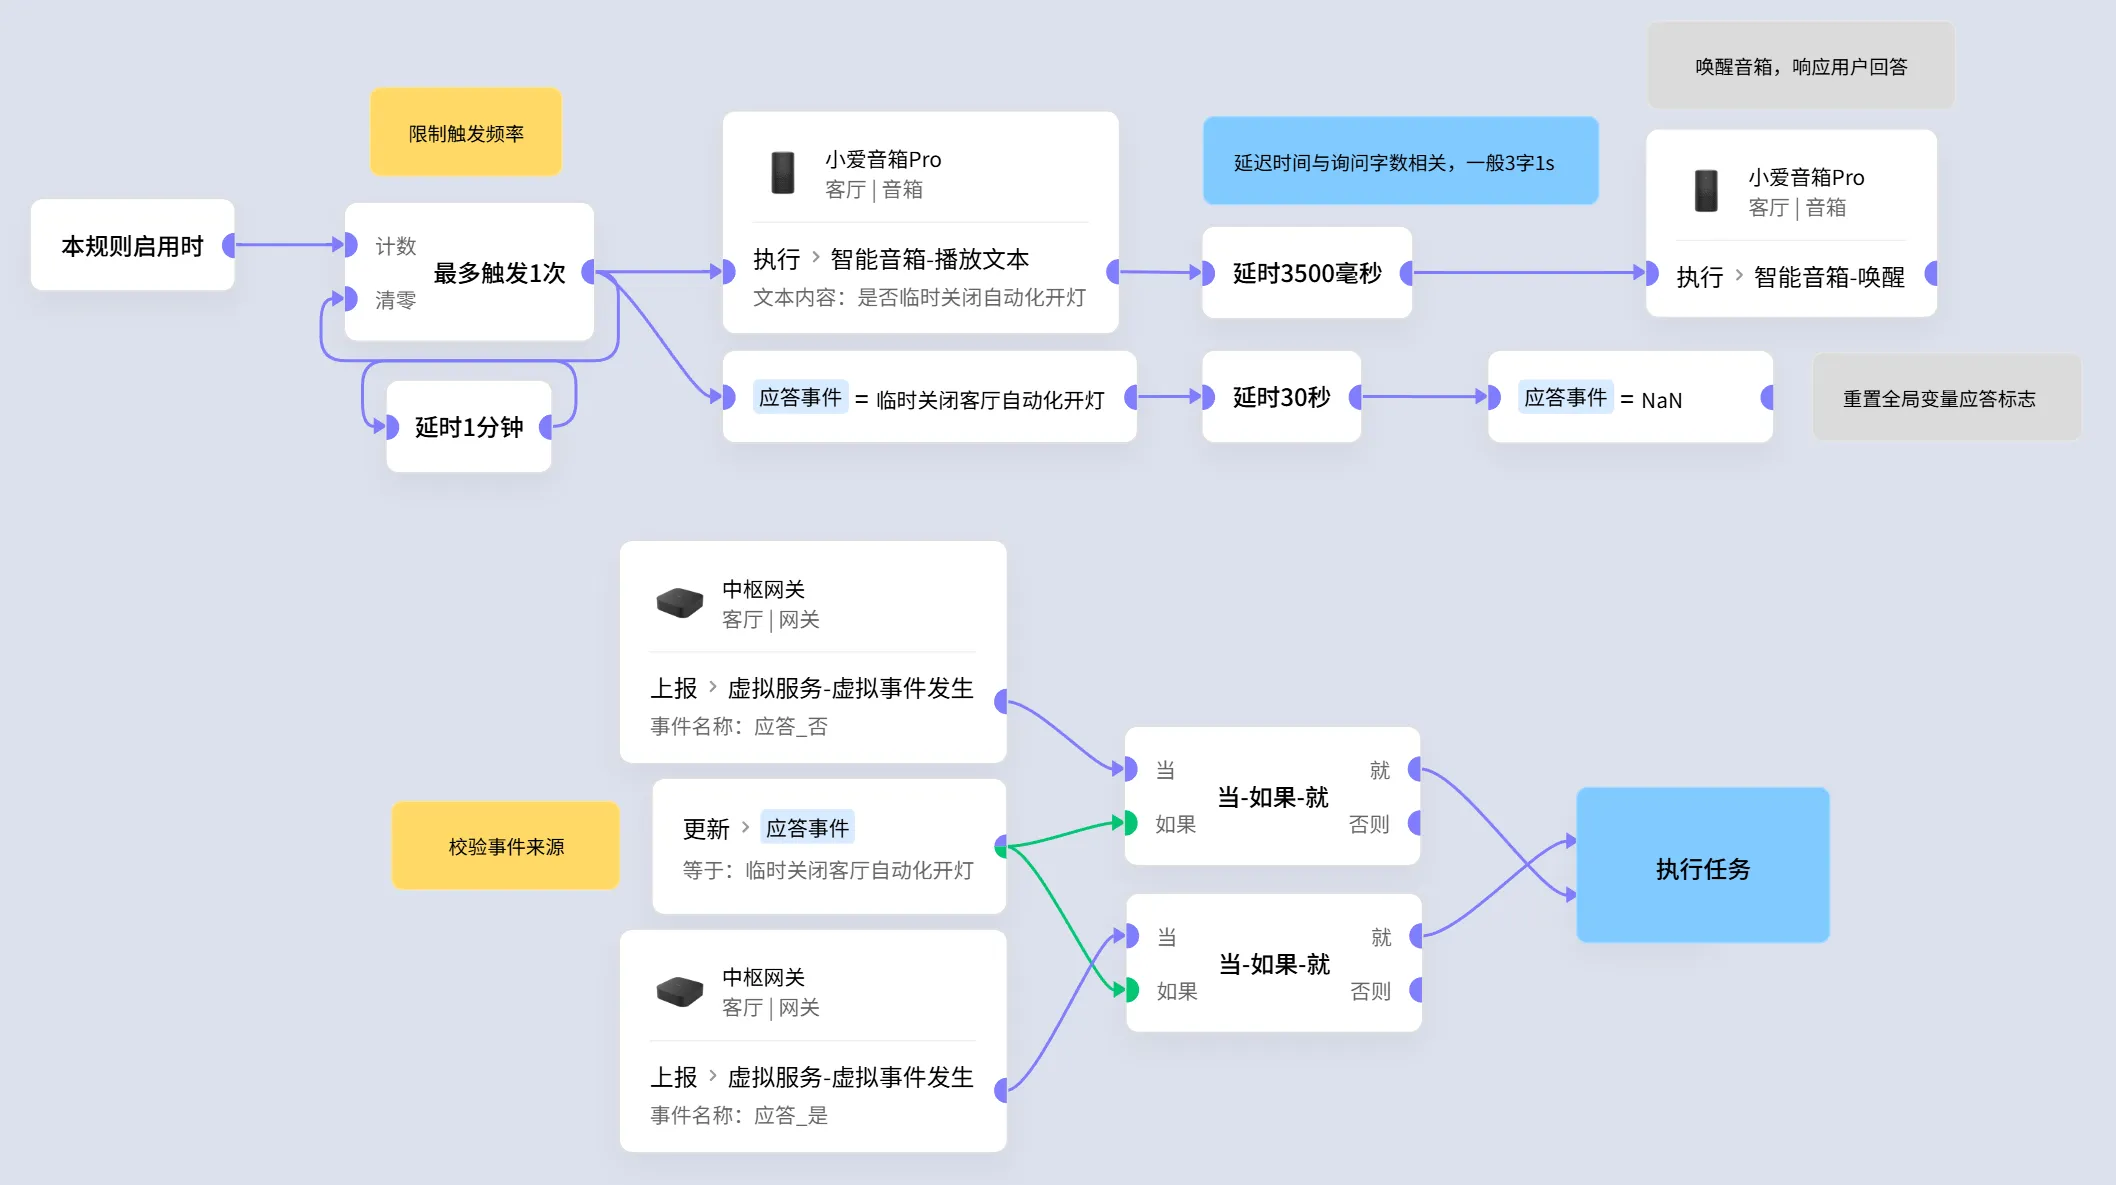 唤醒音箱，响应用户回答
限制触发频率
延迟时间与询问字数相关，一般3字1s
本规则启用时
计数
最多触发1次
清零
延时1分钟
小爱音箱Pro
客厅 | 音箱
执行 > 智能音箱-播放文本
文本内容：是否临时关闭自动化开灯
延时3500毫秒
小爱音箱Pro
客厅 | 音箱
执行 > 智能音箱-唤醒
应答事件 = 临时关闭客厅自动化开灯
延时30秒
应答事件 = NaN
重置全局变量应答标志
中枢网关
客厅 | 网关
上报 > 虚拟服务-虚拟事件发生
事件名称：应答_否
校验事件来源
更新 > 应答事件
等于：临时关闭客厅自动化开灯
中枢网关
客厅 | 网关
上报 > 虚拟服务-虚拟事件发生
事件名称：应答_是
当
就
当-如果-就
如果
否则
当
就
当-如果-就
如果
否则
执行任务